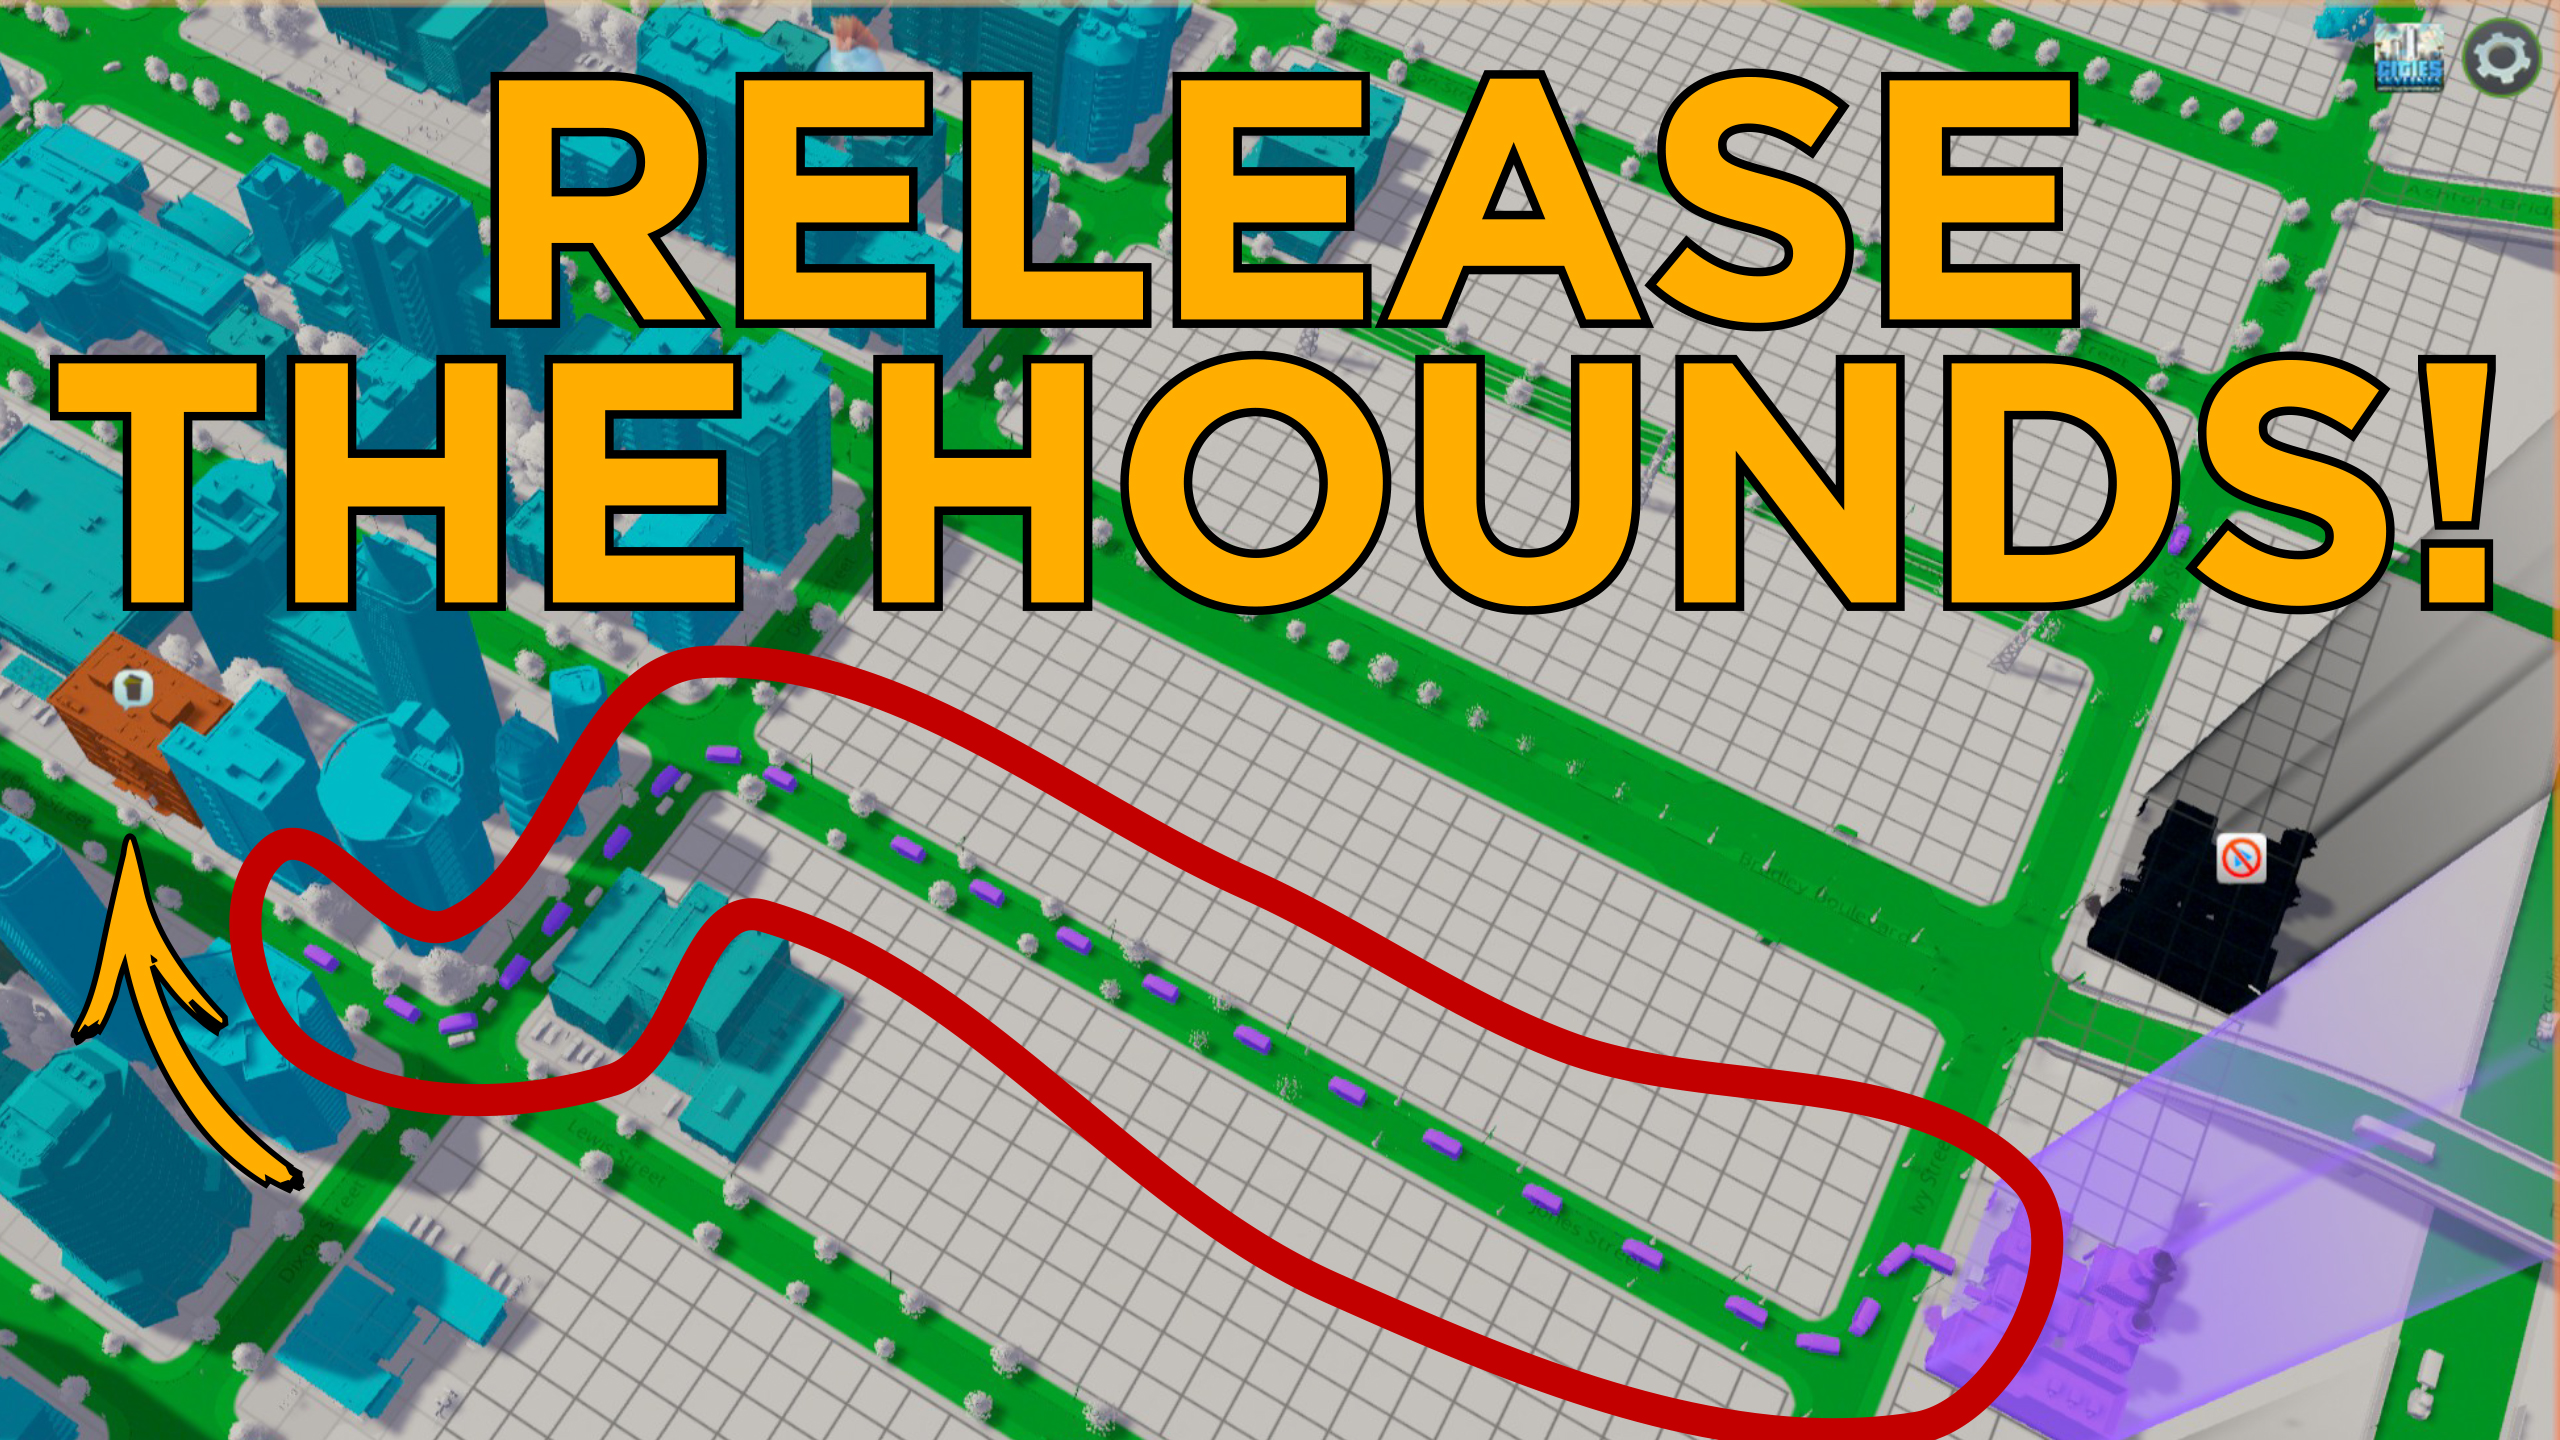 RELEASE
THE HOUNDS!
CITIES
Ashton Bridge
Bradley Boulevard
Lewis Street
Ivy Street
Jones Street
Dixon Street